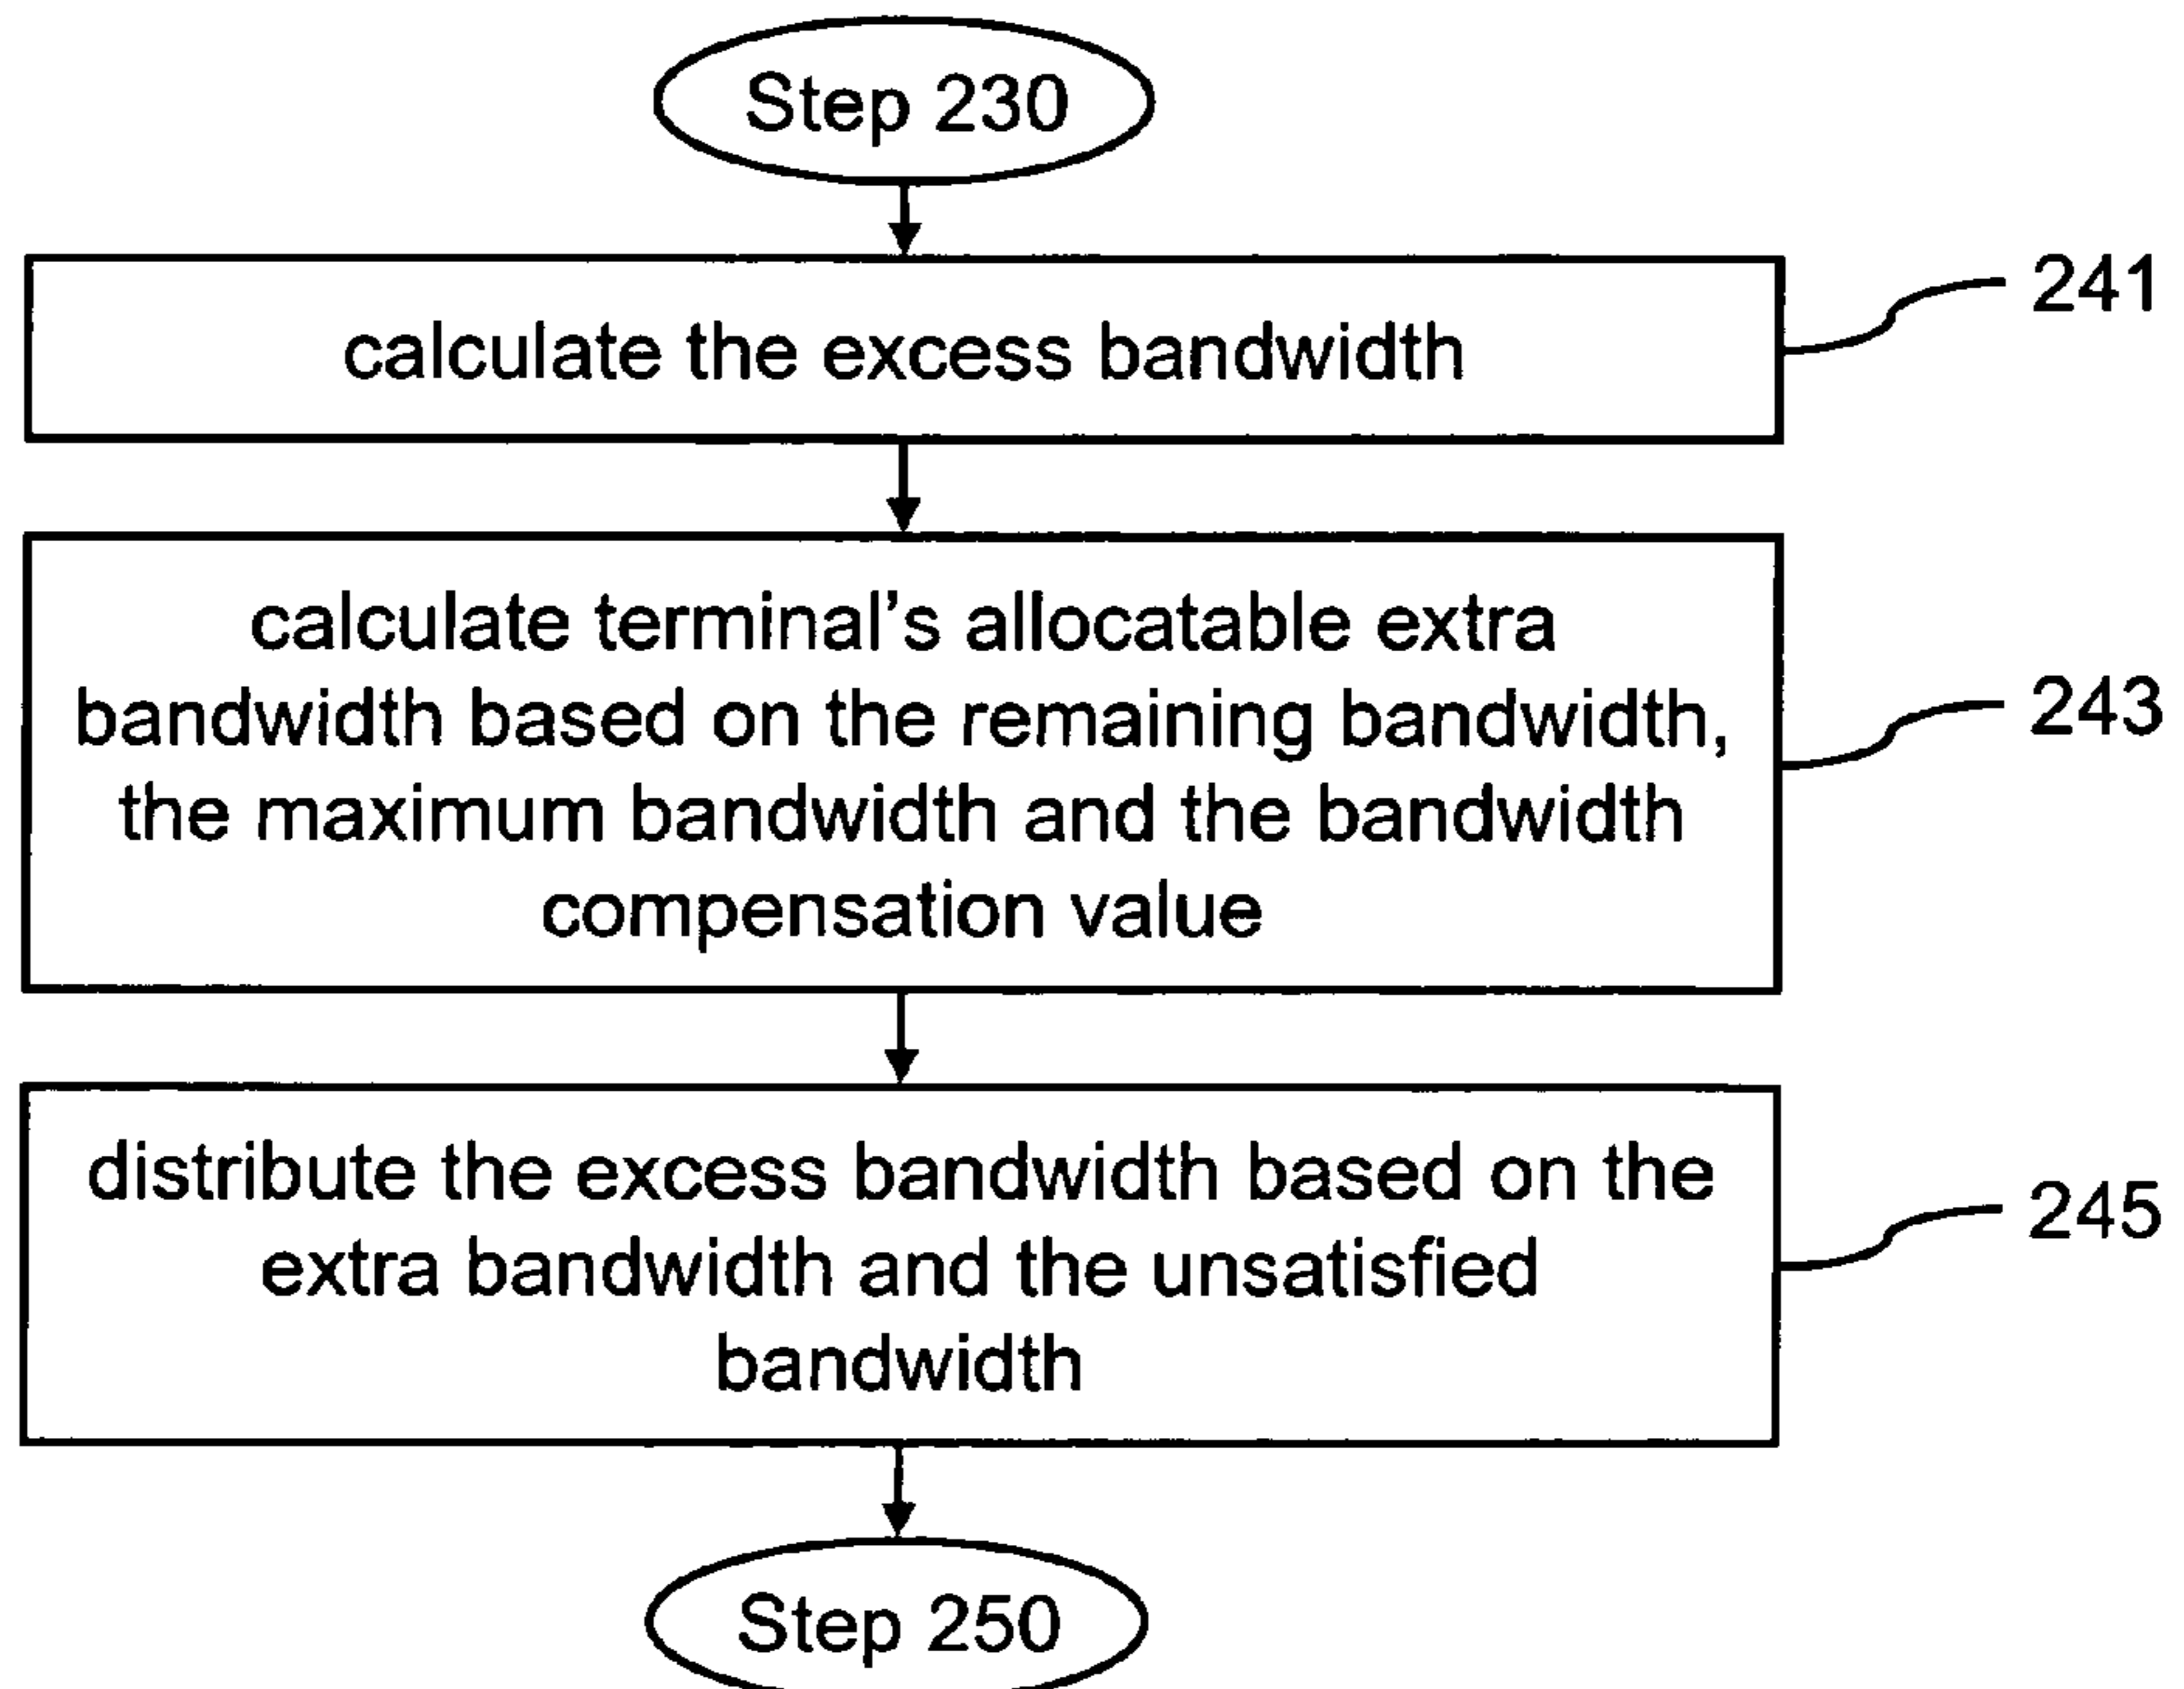 Step 230
241
calculate the excess bandwidth
calculate terminal's allocatable extra
bandwidth based on the remaining bandwidth,
243
the maximum bandwidth and the bandwidth
compensation value
distribute the excess bandwidth based on the
245
extra bandwidth and the unsatisfied
bandwidth
Step 250